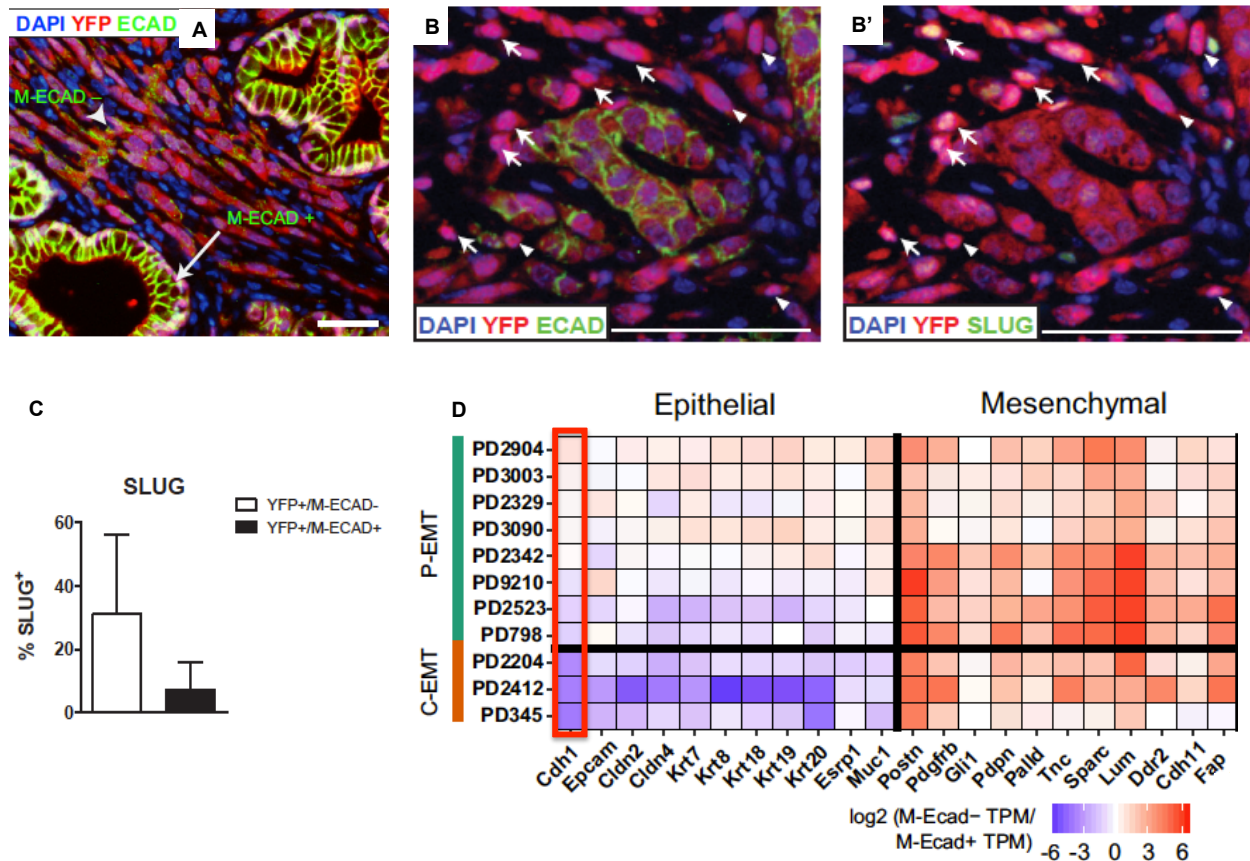 DAPI YFP ECAD A
M-ECAD –
M-ECAD +
B
DAPI YFP ECAD
B'
DAPI YFP SLUG
C
SLUG
YFP+/M-ECAD-
YFP+/M-ECAD+
% SLUG+
60
40
20
0
D
Epithelial
Mesenchymal
P-EMT
C-EMT
PD2904
PD3003
PD2329
PD3090
PD2342
PD9210
PD2523
PD798
PD2204
PD2412
PD345
Cdh1 Epcam Cldn2 Cldn4 Krt7 Krt8 Krt18 Krt19 Krt20 Esrp1 Muc1 Postn Pdgfrb Gli1 Pdpn Palld Tnc Sparc Lum Ddr2 Cdh11 Fap
log2 (M-Ecad− TPM/
M-Ecad+ TPM)
-6 -3 0 3 6